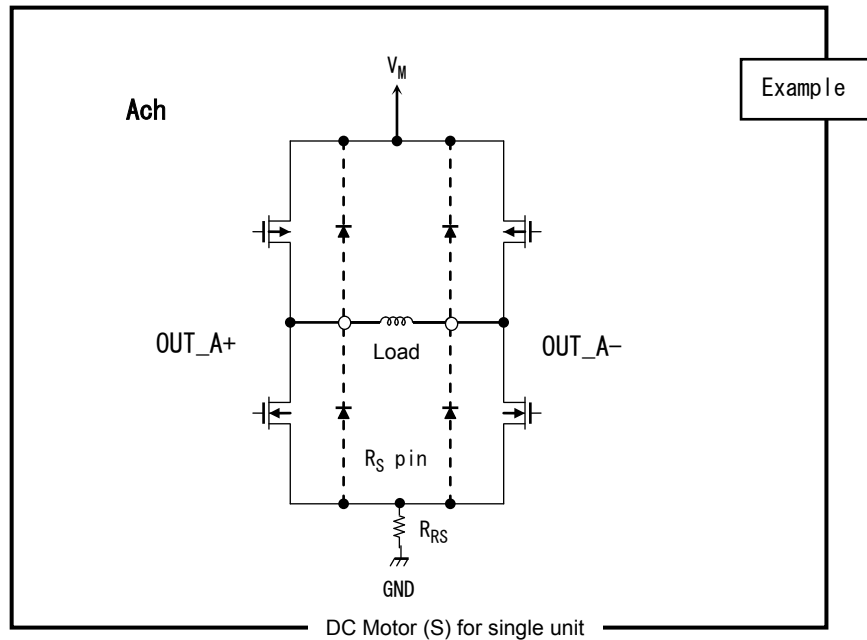 V_M
Example
Ach
OUT_A+
Load
OUT_A-
R_S pin
R_RS
GND
DC Motor (S) for single unit